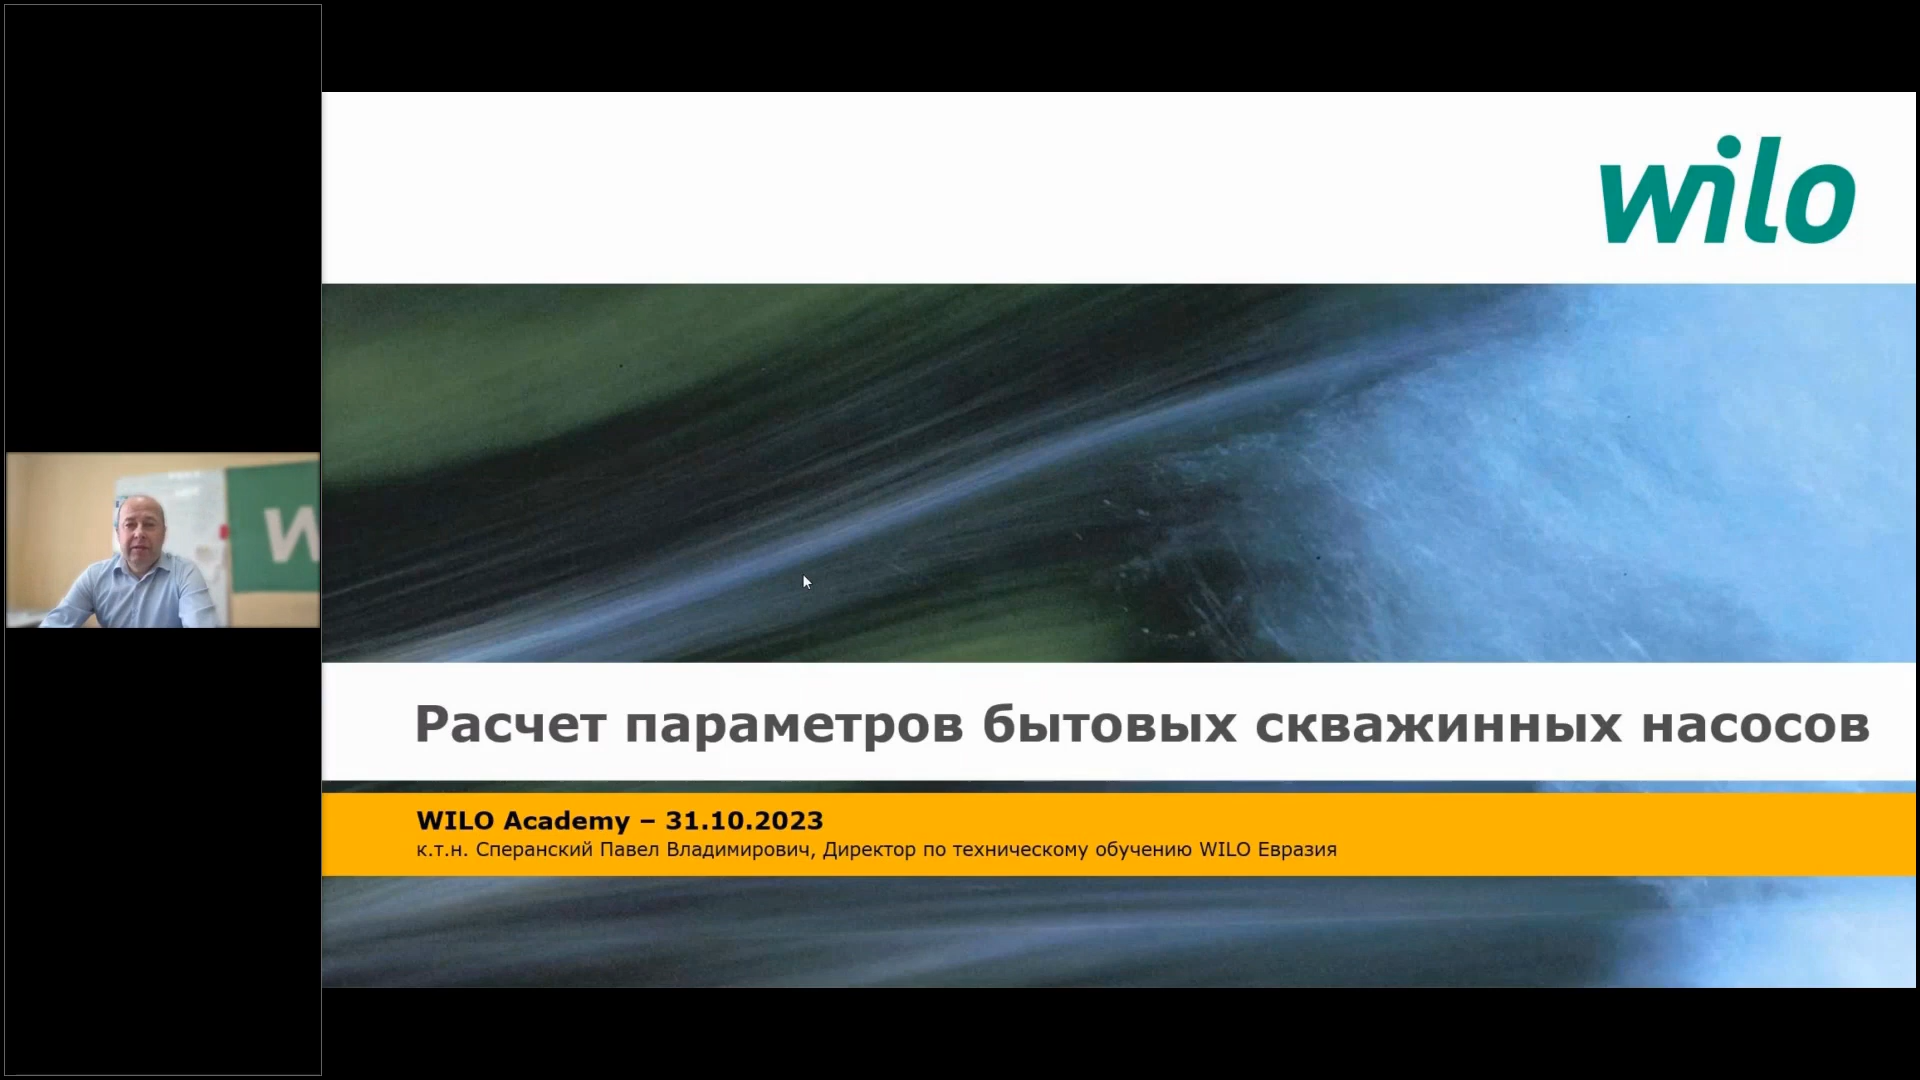 wilo
W
Расчет параметров бытовых скважинных насосов
WILO Academy – 31.10.2023
к.т.н. Сперанский Павел Владимирович, Директор по техническому обучению WILO Евразия